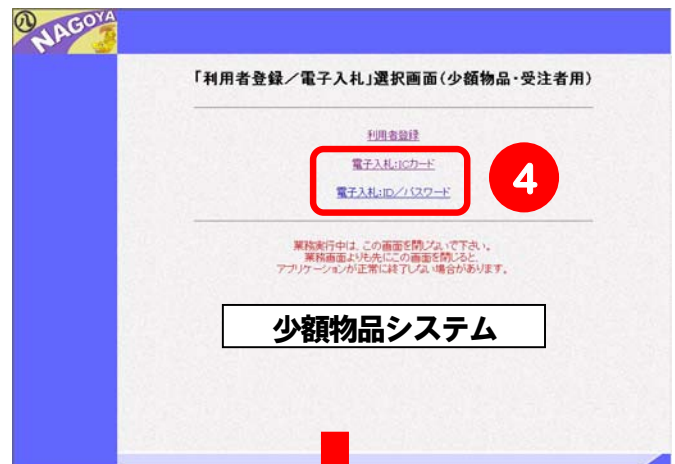 八
NAGOYA
「利用者登録／電子入札」選択画面(少額物品・受注者用)
利用者登録
電子入札:ICカード
4
電子入札:ID／パスワード
業務実行中は、この画面を閉じないで下さい。
業務画面よりも先にこの画面を閉じると、
アプリケーションが正常に終了しない場合があります。
少額物品システム